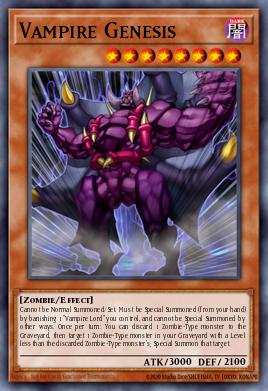 VAMPIRE GENESIS
DARK
闇
[ZOMBIE/EFFECT]
Cannot be Normal Summoned/Set. Must be Special Summoned (from your hand)
by banishing 1 "Vampire Lord" you control, and cannot be Special Summoned by
other ways. Once per turn: You can discard 1 Zombie-Type monster to the
Graveyard, then target 1 Zombie-Type monster in your Graveyard with a Level
less than the discarded Zombie-Type monster's; Special Summon that target.
ATK/3000 DEF/2100
©2020 Studio Dice/SHUEISHA, TV TOKYO, KONAMI